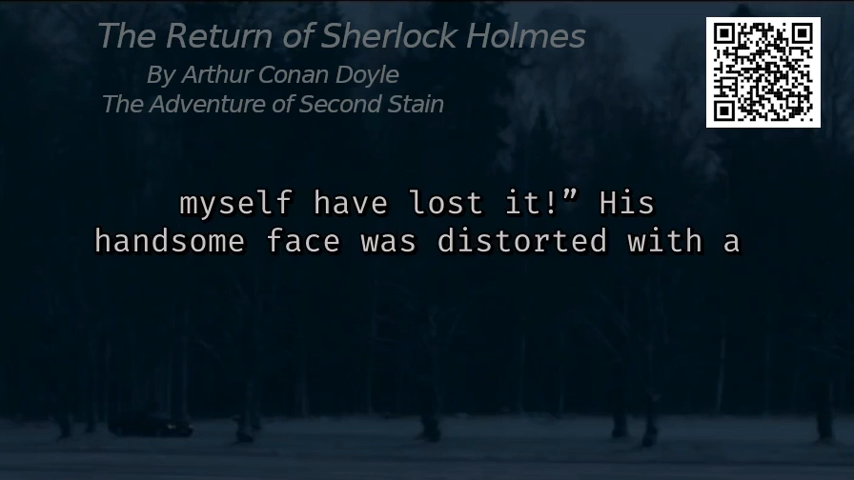 The Return of Sherlock Holmes
By Arthur Conan Doyle
The Adventure of Second Stain
myself have lost it!” His
handsome face was distorted with a